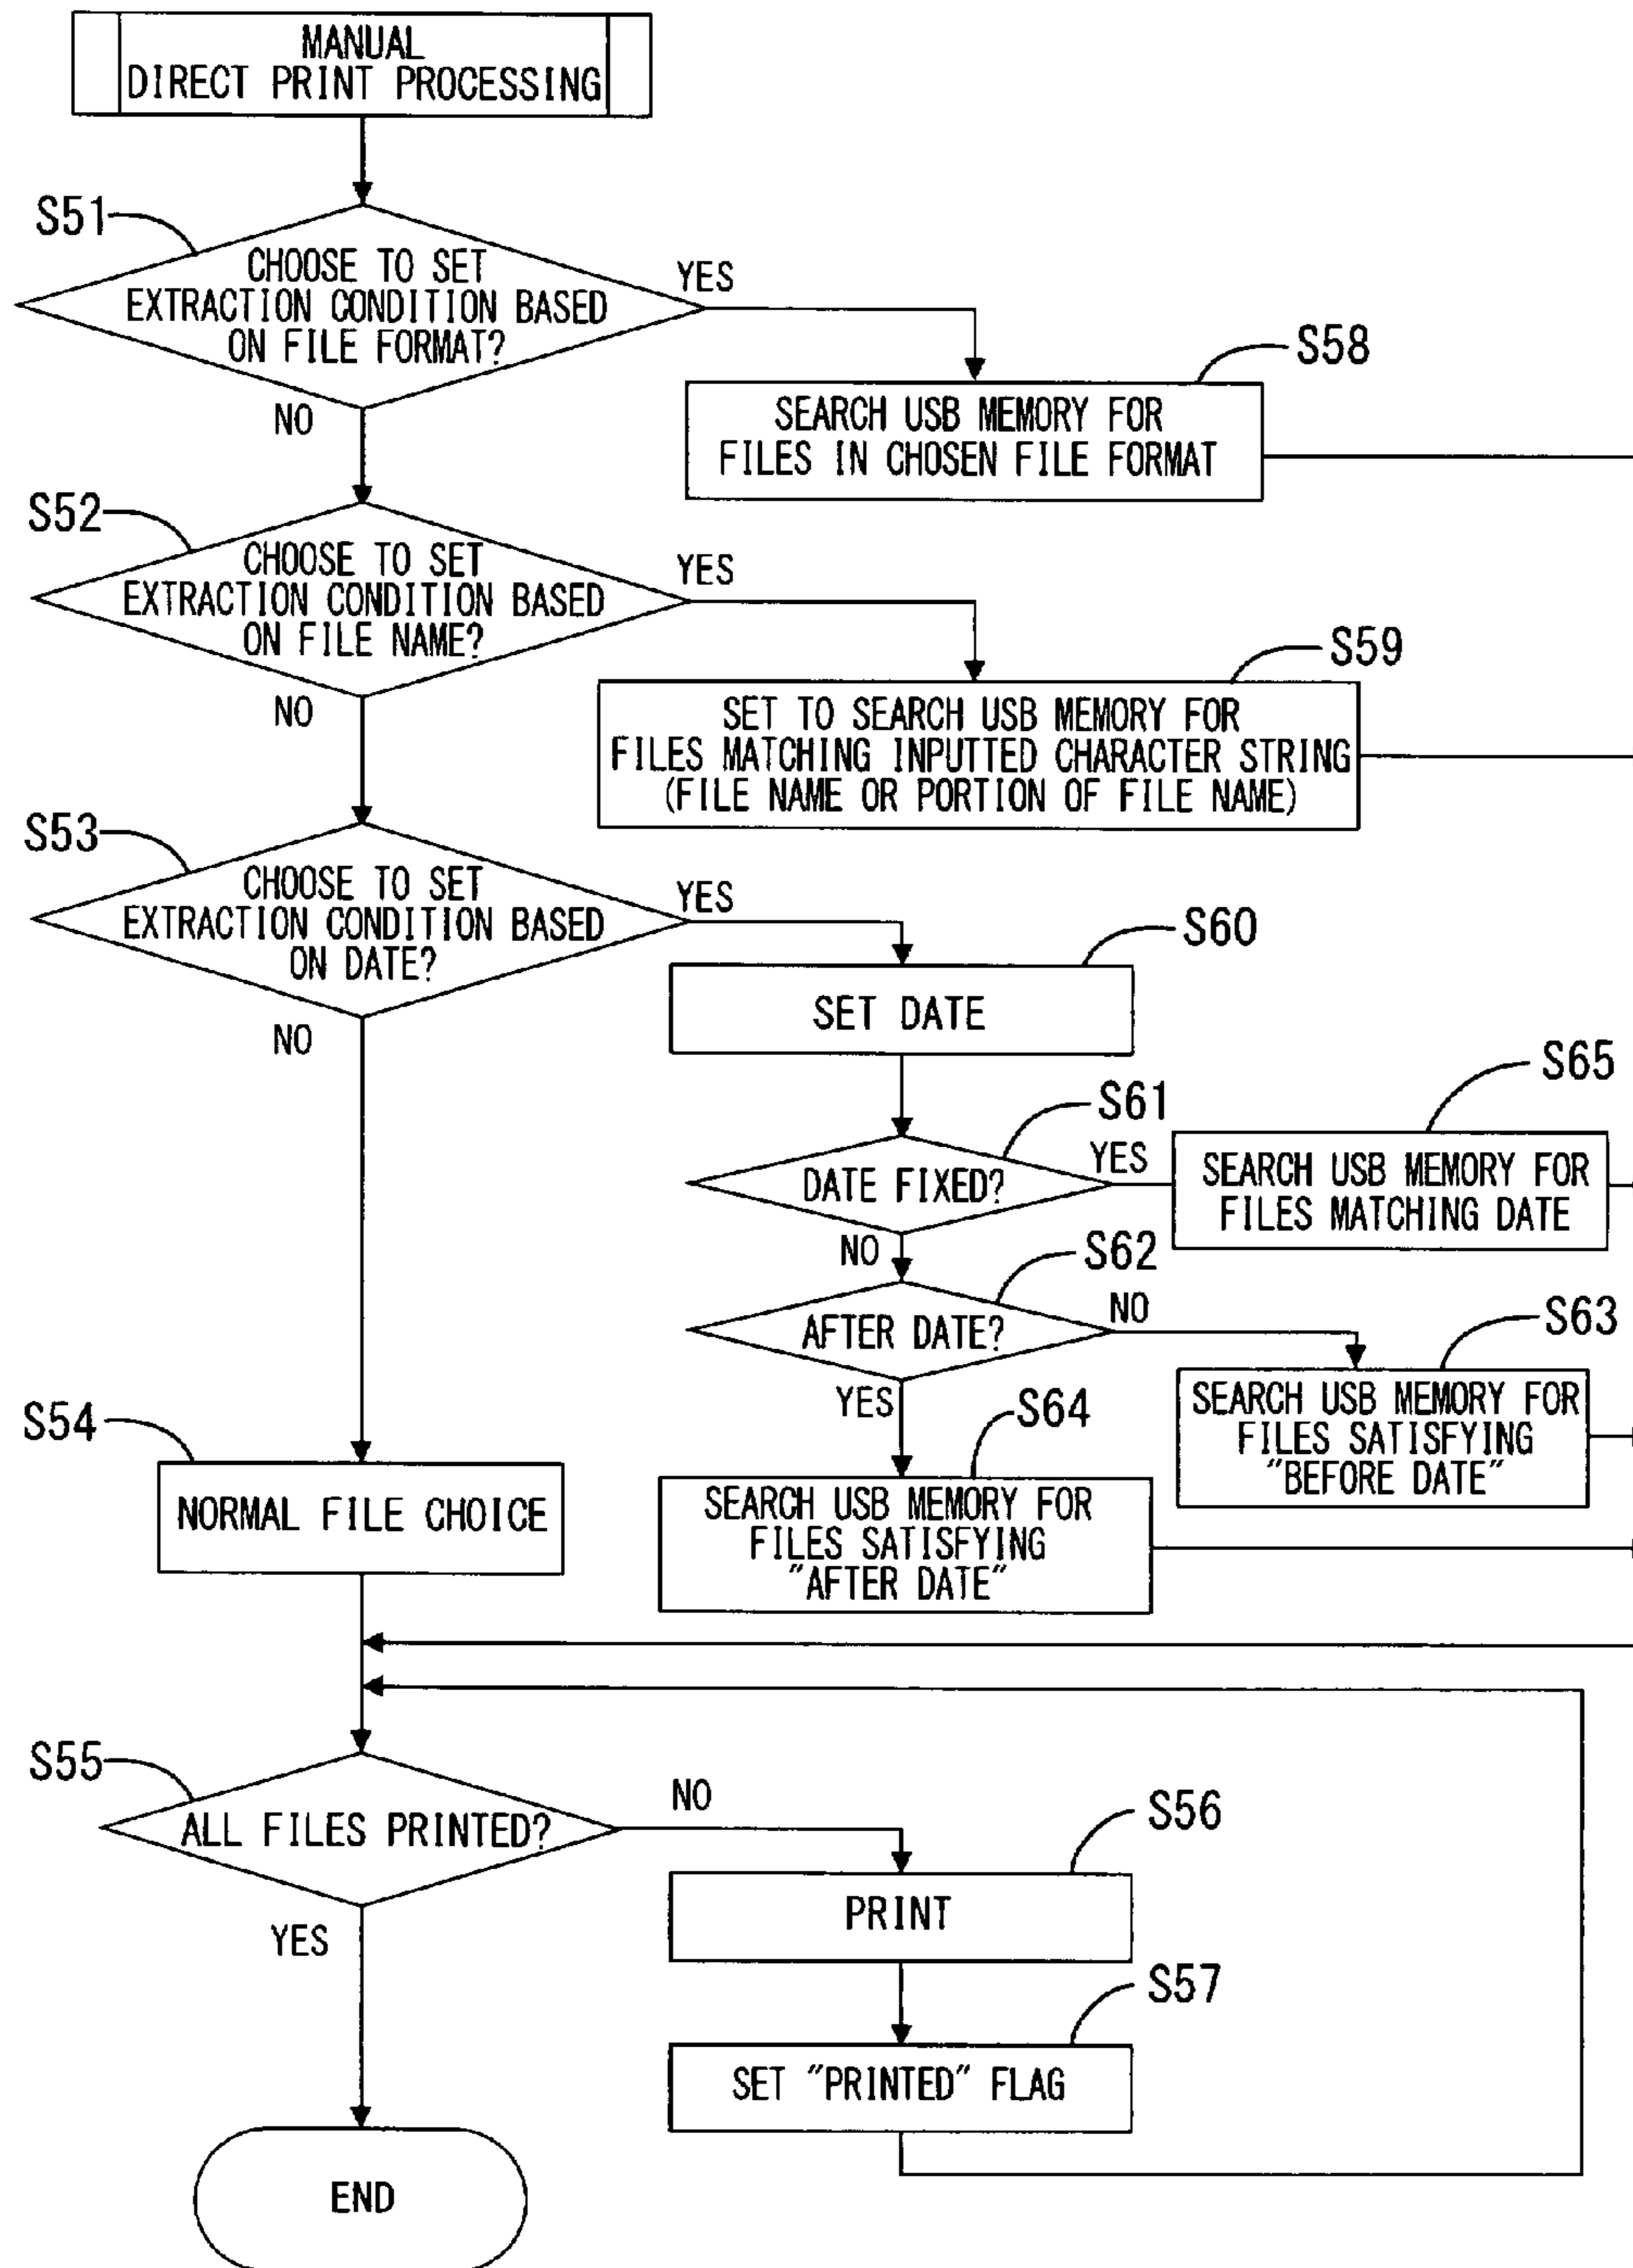 MANUAL
DIRECT PRINT PROCESSING
S51
CHOOSE TO SET
EXTRACTION CONDITION BASED
ON FILE FORMAT?
YES
NO
S58
SEARCH USB MEMORY FOR
FILES IN CHOSEN FILE FORMAT
S52
CHOOSE TO SET
EXTRACTION CONDITION BASED
ON FILE NAME?
YES
NO
S59
SET TO SEARCH USB MEMORY FOR
FILES MATCHING INPUTTED CHARACTER STRING
(FILE NAME OR PORTION OF FILE NAME)
S53
CHOOSE TO SET
EXTRACTION CONDITION BASED
ON DATE?
YES
NO
S60
SET DATE
S61
DATE FIXED?
YES
NO
S65
SEARCH USB MEMORY FOR
FILES MATCHING DATE
S62
AFTER DATE?
NO
YES
S63
SEARCH USB MEMORY FOR
FILES SATISFYING
"BEFORE DATE"
S64
SEARCH USB MEMORY FOR
FILES SATISFYING
"AFTER DATE"
S54
NORMAL FILE CHOICE
S55
ALL FILES PRINTED?
NO
YES
S56
PRINT
S57
SET "PRINTED" FLAG
END